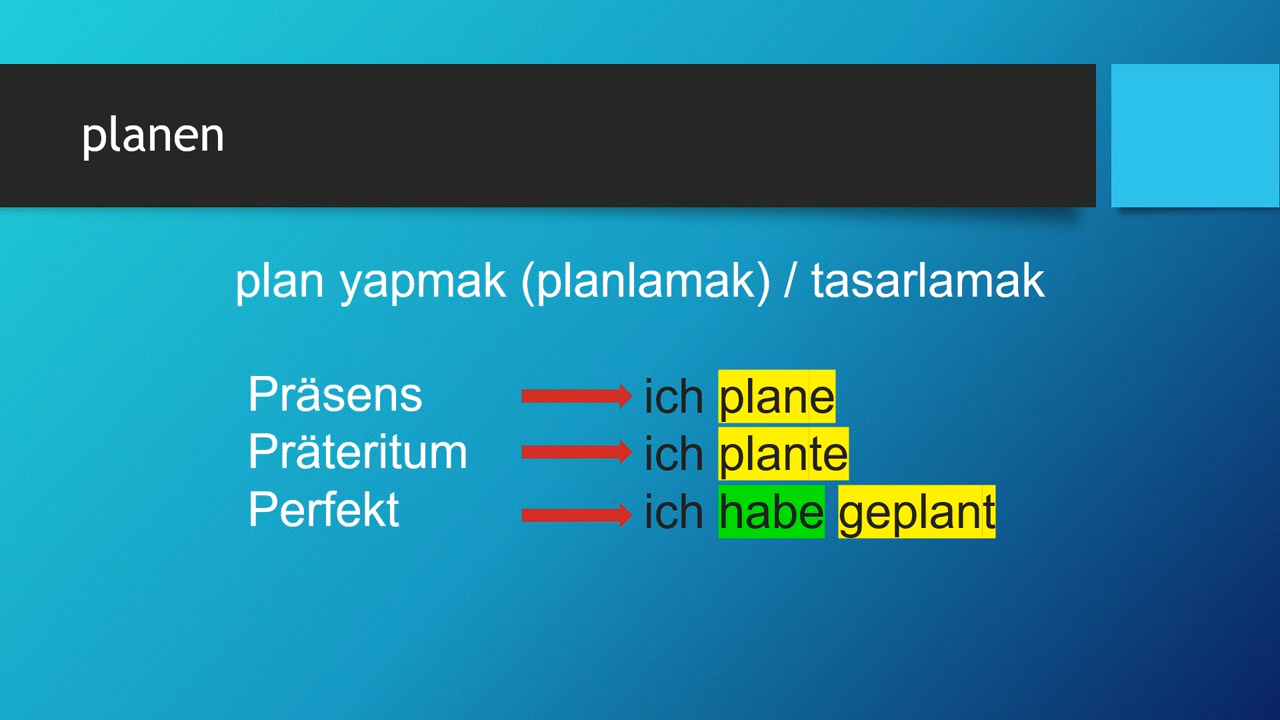 planen
plan yapmak (planlamak) / tasarlamak
Präsens ich plane
Präteritum ich plante
Perfekt ich habe geplant